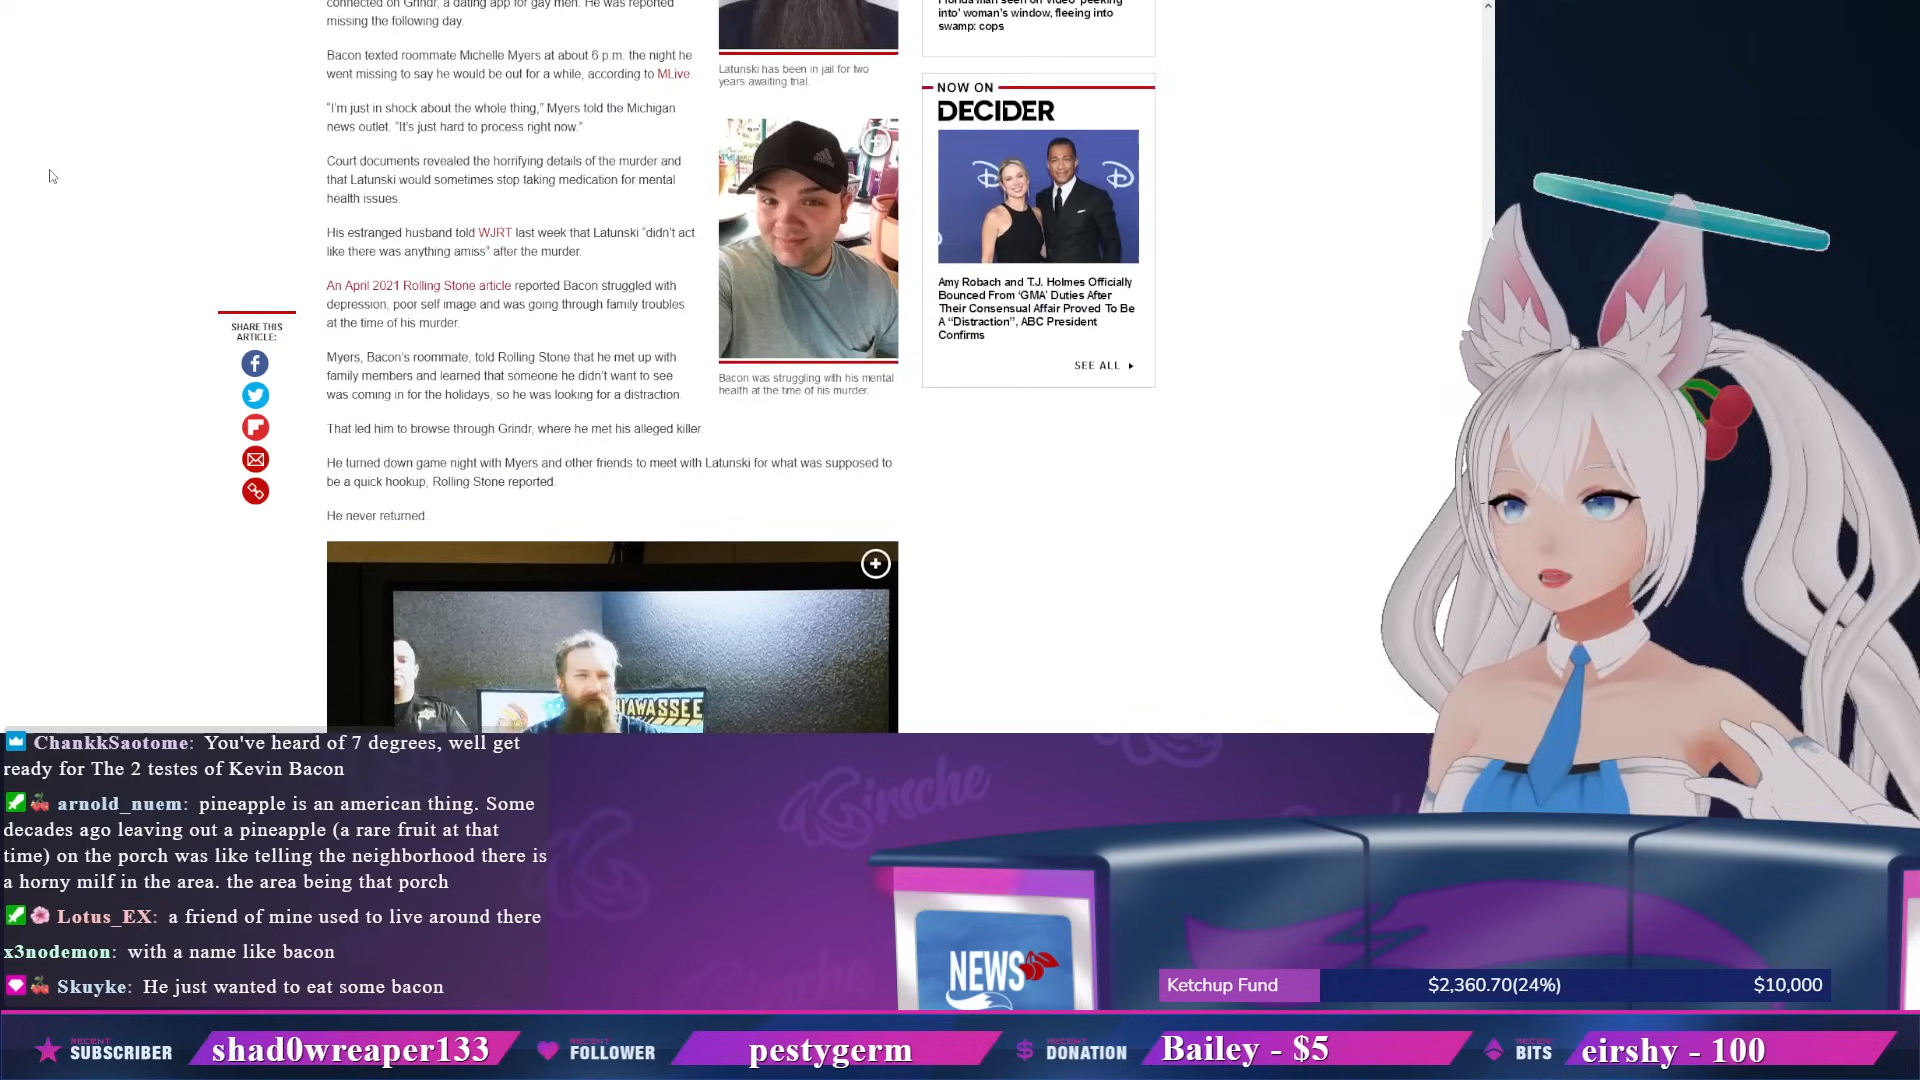 connected on Grindr, a dating app for gay men. He was reported
missing the following day.
Bacon texted roommate Michelle Myers at about 6 p.m. the night he
went missing to say he would be out for a while, according to MLive.
“I’m just in shock about the whole thing,” Myers told the Michigan
news outlet. “It’s just hard to process right now.”
Court documents revealed the horrifying details of the murder and
that Latunski would sometimes stop taking medication for mental
health issues.
His estranged husband told WJRT last week that Latunski “didn’t act
like there was anything amiss” after the murder.
An April 2021 Rolling Stone article reported Bacon struggled with
depression, poor self image and was going through family troubles
at the time of his murder.
Myers, Bacon’s roommate, told Rolling Stone that he met up with
family members and learned that someone he didn’t want to see
was coming in for the holidays, so he was looking for a distraction.
That led him to browse through Grindr, where he met his alleged killer.
He turned down game night with Myers and other friends to meet with Latunski for what was supposed to
be a quick hookup, Rolling Stone reported.
He never returned.
SHARE THIS
ARTICLE:
Latunski has been in jail for two
years awaiting trial.
Bacon was struggling with his mental
health at the time of his murder.
Florida man seen on video ‘peeking
into’ woman’s window, fleeing into
swamp: cops
NOW ON
DECIDER
Amy Robach and T.J. Holmes Officially
Bounced From ‘GMA’ Duties After
Their Consensual Affair Proved To Be
A “Distraction”, ABC President
Confirms
SEE ALL
AWASSEE
ChankkSaotome: You've heard of 7 degrees, well get
ready for The 2 testes of Kevin Bacon
arnold_nuem: pineapple is an american thing. Some
decades ago leaving out a pineapple (a rare fruit at that
time) on the porch was like telling the neighborhood there is
a horny milf in the area. the area being that porch
Lotus_EX: a friend of mine used to live around there
x3nodemon: with a name like bacon
Skuyke: He just wanted to eat some bacon
Girsche
NEWS
Ketchup Fund
$2,360.70(24%)
$10,000
RECENT
SUBSCRIBER
shad0wreaper133
RECENT
FOLLOWER
pestygerm
RECENT
DONATION
Bailey - $5
RECENT
BITS
eirshy - 100